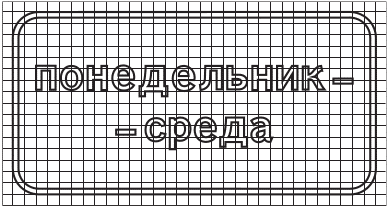 понедельник –
– среда